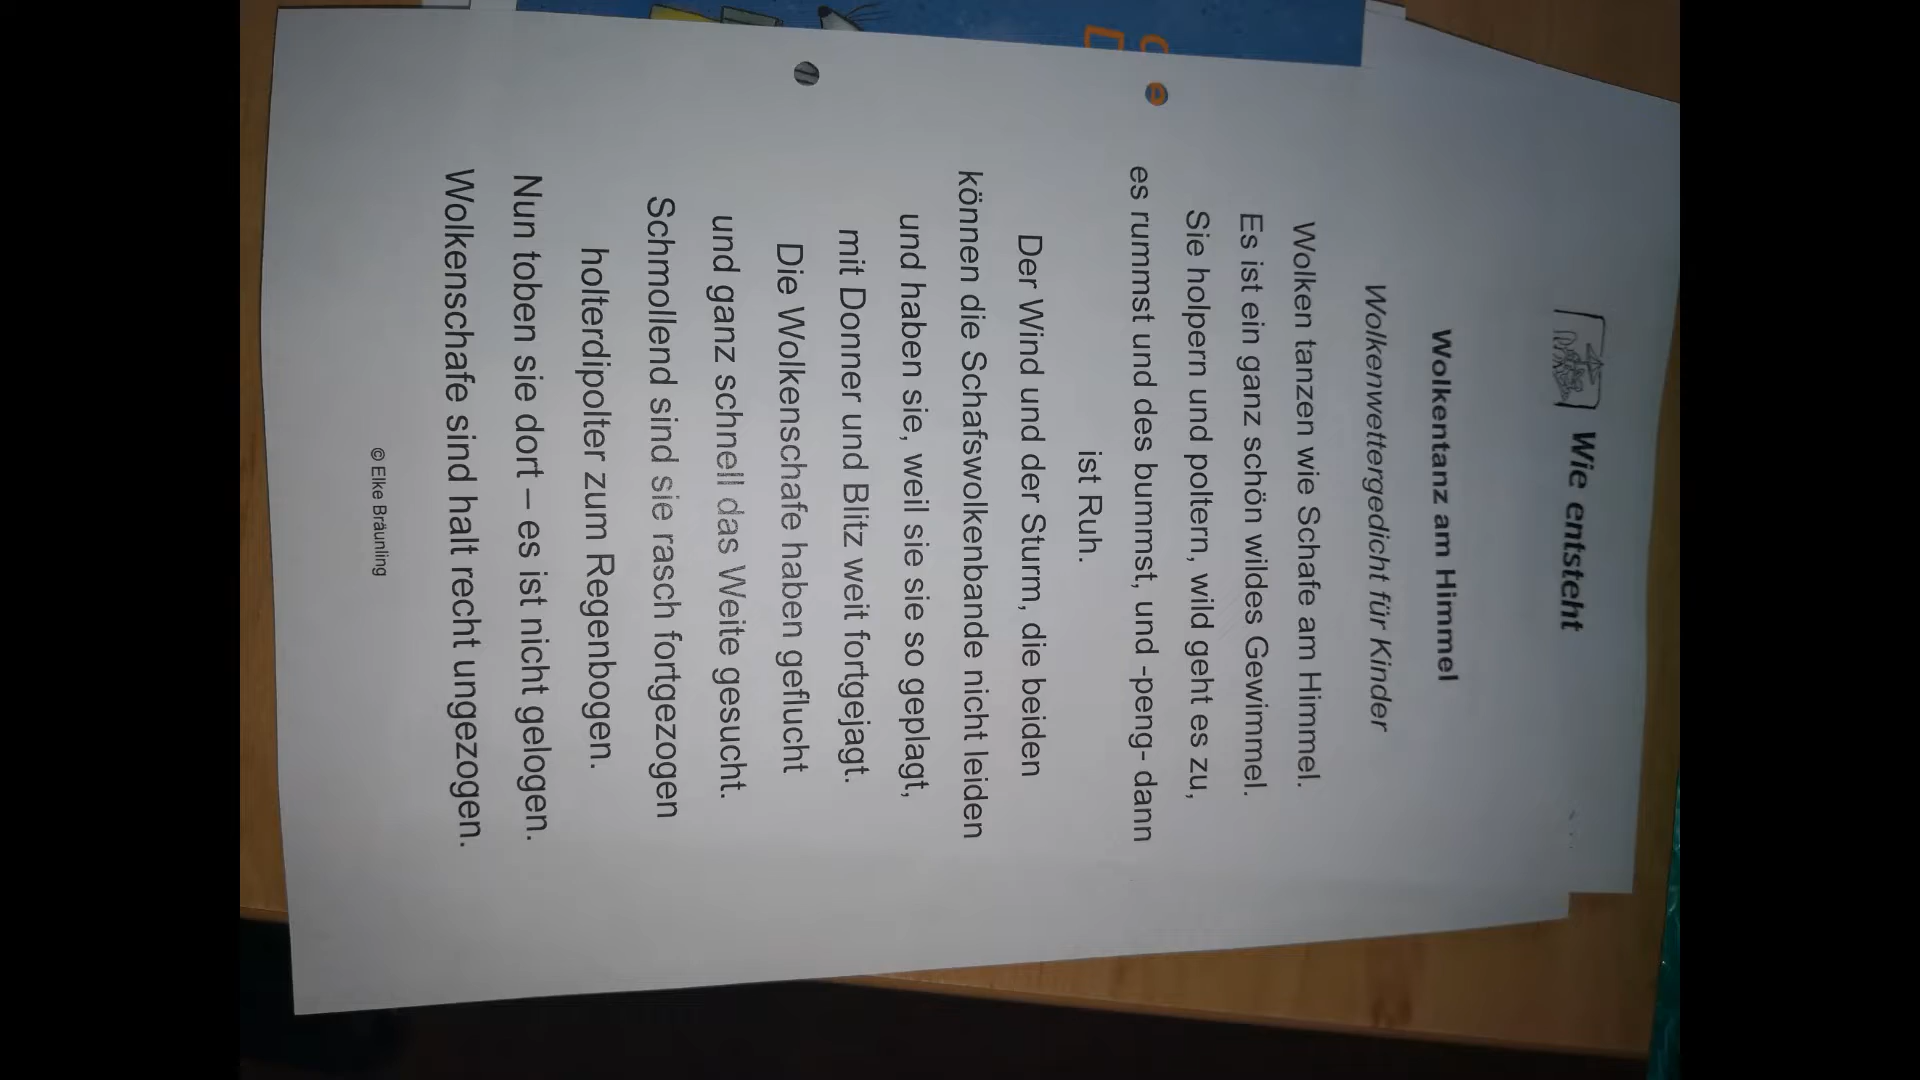 Wie entsteht
Wolkentanz am Himmel
Wolkenwettergedicht für Kinder
Wolken tanzen wie Schafe am Himmel.
Es ist ein ganz schön wildes Gewimmel.
Sie holpern und poltern, wild geht es zu,
es rummst und des bummst, und -peng- dann
ist Ruh.
Der Wind und der Sturm, die beiden
können die Schafswolkenbande nicht leiden
und haben sie, weil sie sie so geplagt,
mit Donner und Blitz weit fortgejagt.
Die Wolkenschafe haben geflucht
und ganz schnell das Weite gesucht.
Schmollend sind sie rasch fortgezogen
holterdipolter zum Regenbogen.
Nun toben sie dort – es ist nicht gelogen.
Wolkenschafe sind halt recht ungezogen.
© Elke Bräunling